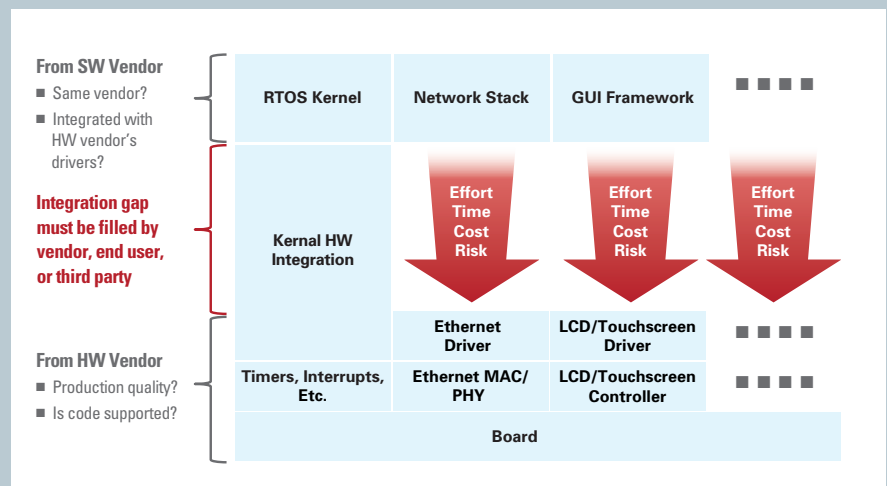 From SW Vendor
■ Same vendor?
■ Integrated with
HW vendor's
drivers?
Integration gap
must be filled by
vendor, end user,
or third party
From HW Vendor
■ Production quality?
■ Is code supported?
RTOS Kernel
Network Stack
GUI Framework
Kernal HW
Integration
Effort
Time
Cost
Risk
Effort
Time
Cost
Risk
Effort
Time
Cost
Risk
Ethernet
Driver
LCD/Touchscreen
Driver
Timers, Interrupts,
Etc.
Ethernet MAC/
PHY
LCD/Touchscreen
Controller
Board